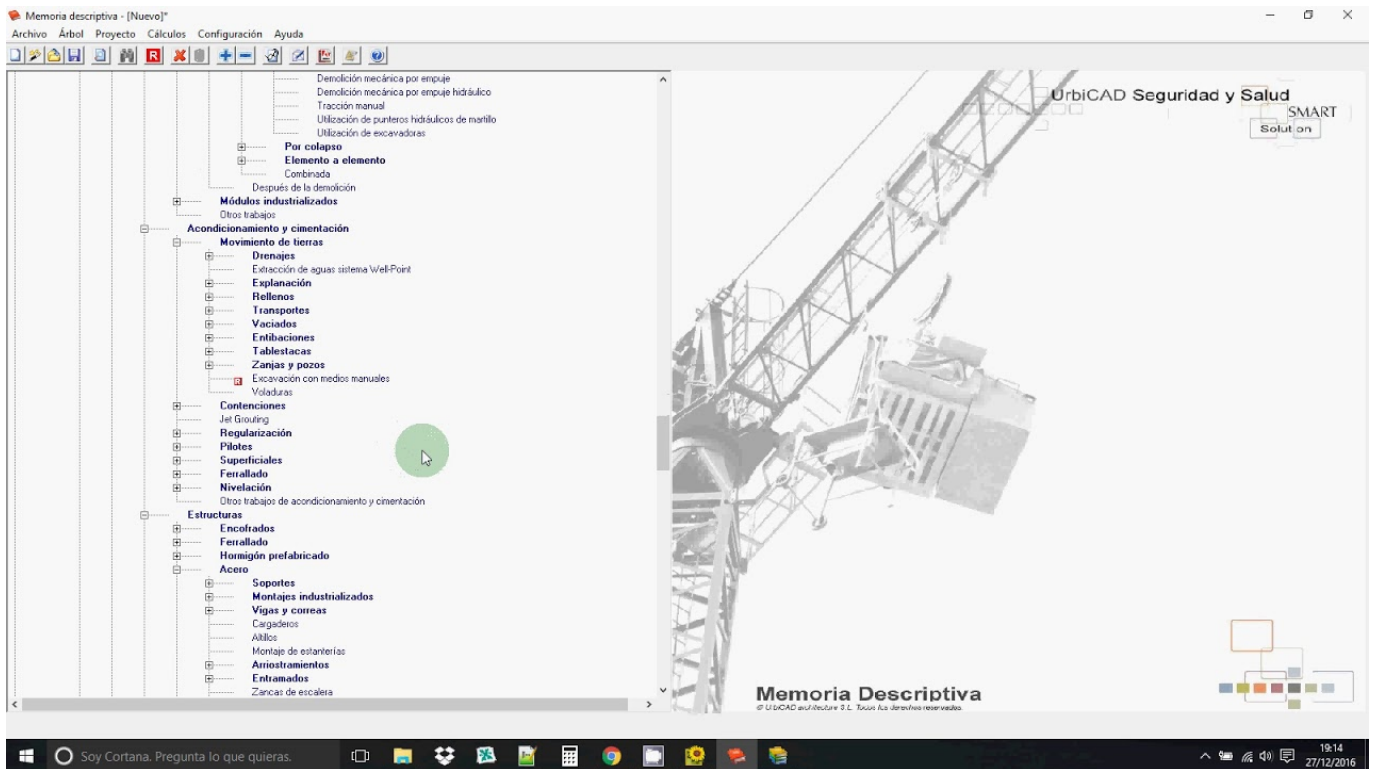 Memoria descriptiva - [Nuevo]*
Archivo Árbol Proyecto Cálculos Configuración Ayuda
R
Demolición mecánica por empuje
Demolición mecánica por empuje hidráulico
Tracción manual
Utilización de punteros hidráulicos de martillo
Utilización de excavadoras
Por colapso
Elemento a elemento
Combinada
Después de la demolición
Módulos industrializados
Otros trabajos
Acondicionamiento y cimentación
Movimiento de tierras
Drenajes
Extracción de aguas sistema Well-Point
Explanación
Rellenos
Transportes
Vaciados
Entibaciones
Tablestacas
Zanjas y pozos
R Excavación con medios manuales
Voladuras
Contenciones
Jet Grouting
Regularización
Pilotes
Superficiales
Ferrallado
Nivelación
Otros trabajos de acondicionamiento y cimentación
Estructuras
Encofrados
Ferrallado
Hormigón prefabricado
Acero
Soportes
Montajes industrializados
Vigas y correas
Cargaderos
Altillos
Montaje de estanterías
Arriostramientos
Entramados
Zancas de escalera
UrbiCAD Seguridad y Salud
SMART
Solution
Memoria Descriptiva
© UrbiCAD architecture S.L. Todos los derechos reservados.
Soy Cortana. Pregunta lo que quieras.
19:14
27/12/2016